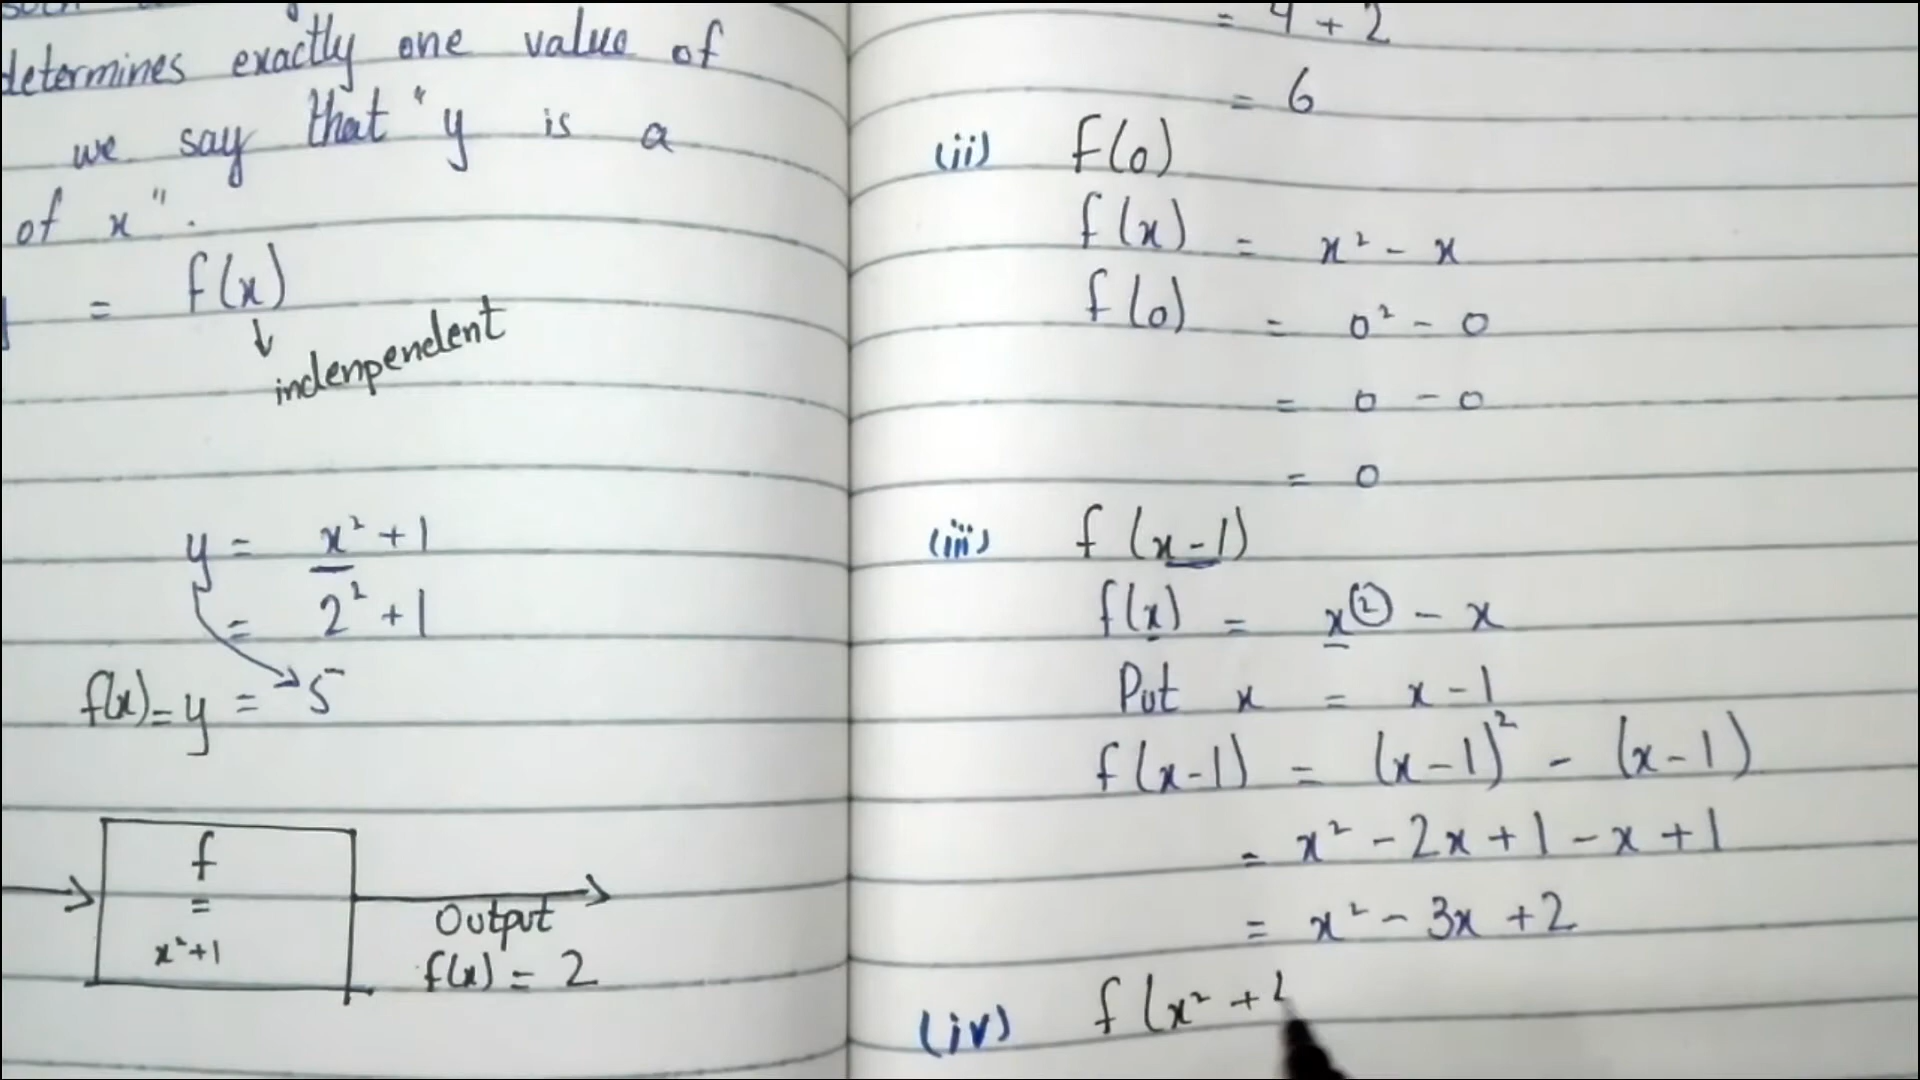 determines exactly one value of
we say that "y is a
of x".
= f(x)
indenpendent
y = x² + 1
= 2² + 1
f(x) = y = 5
f
=
x²+1
Output
f(x) = 2
= 4 + 2
= 6
(ii) f(0)
f(x) = x² - x
f(0) = 0² - 0
= 0 - 0
= 0
(iii) f(x-1)
f(x) = x² - x
Put x = x - 1
f(x-1) = (x-1)² - (x-1)
= x² - 2x + 1 - x + 1
= x² - 3x + 2
(iv) f(x² +